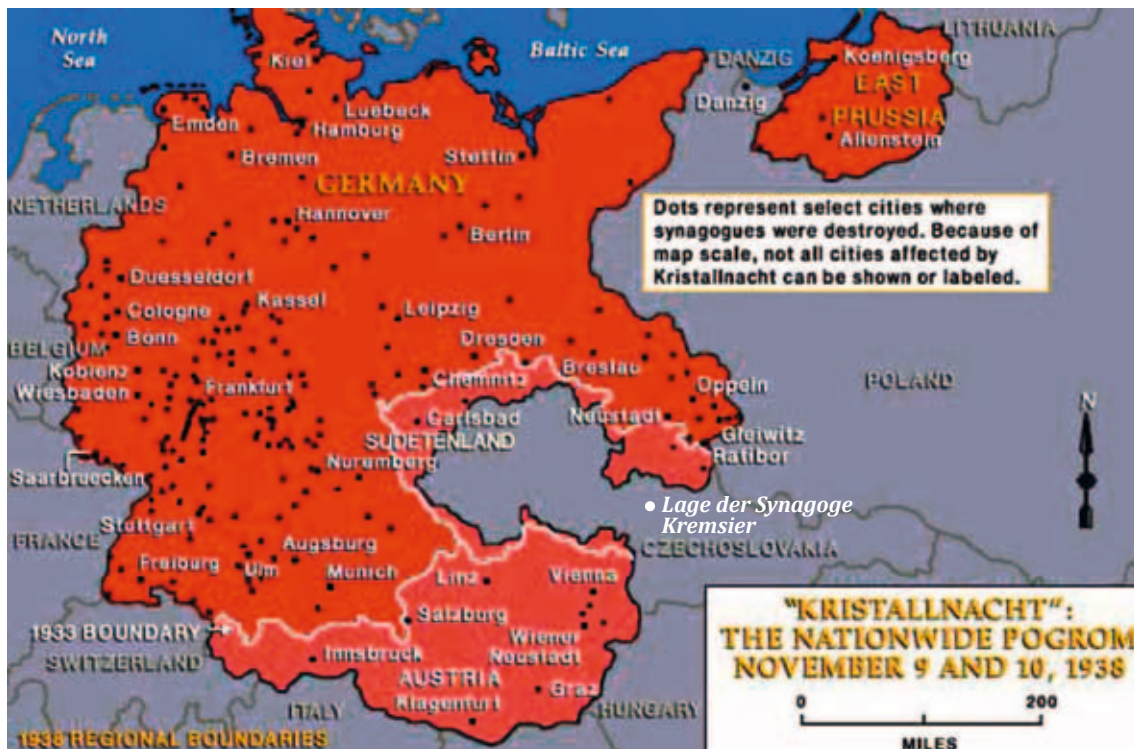 North
Sea
Baltic Sea
LITHUANIA
Kiel
DANZIG
Koenigsberg
EAST
PRUSSIA
Danzig
Luebeck
Emden
Hamburg
Allenstein
Bremen
Stettin
GERMANY
NETHERLANDS
Hannover
Berlin
Dots represent select cities where
synagogues were destroyed. Because of
map scale, not all cities affected by
Kristallnacht can be shown or labeled.
Duesseldorf
Kassel
Cologne
Leipzig
Bonn
Dresden
BELGIUM
Koblenz
Breslau
Wiesbaden
Frankfurt
Chemnitz
Oppeln
POLAND
Carlsbad
Neustadt
N
SUDETENLAND
Gleiwitz
Nuremberg
Ratibor
Saarbruecken
Lage der Synagoge
Kremsier
Stuttgart
FRANCE
Augsburg
CZECHOSLOVAKIA
Freiburg
Ulm
Munich
Linz
Vienna
Salzburg
1933 BOUNDARY
Wiener
Neustadt
SWITZERLAND
Innsbruck
AUSTRIA
Graz
Klagenfurt
ITALY
HUNGARY
1938 REGIONAL BOUNDARIES
"KRISTALLNACHT":
THE NATIONWIDE POGROM
NOVEMBER 9 AND 10, 1938
0 200
MILES